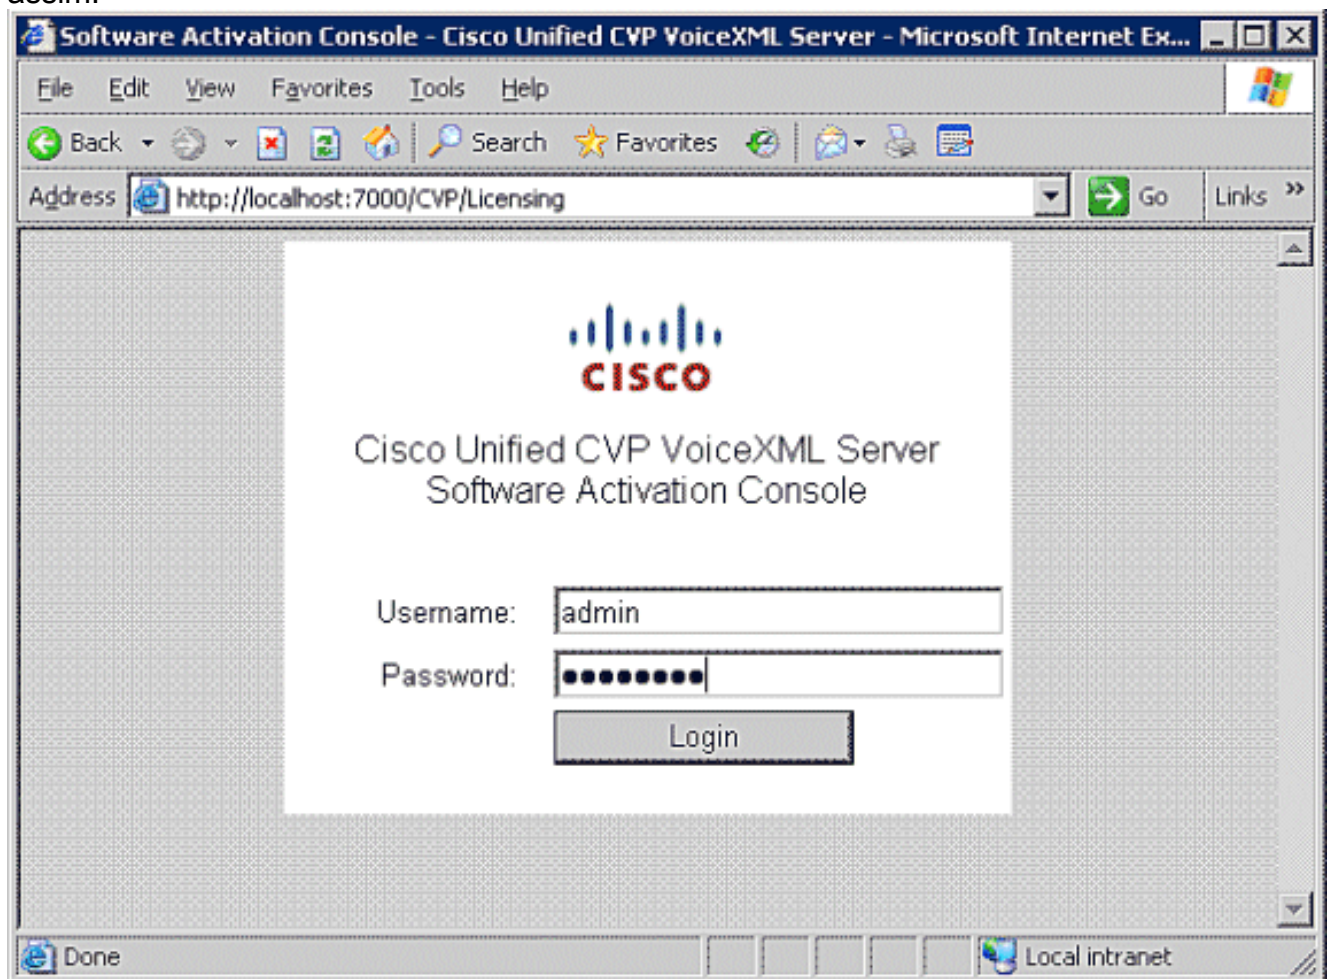 assim:
Software Activation Console - Cisco Unified CVP VoiceXML Server - Microsoft Internet Ex...
File Edit View Favorites Tools Help
Back Search Favorites
Address http://localhost:7000/CVP/Licensing Go Links »
CISCO
Cisco Unified CVP VoiceXML Server
Software Activation Console
Username: admin
Password: ●●●●●●●●
Login
Done Local intranet